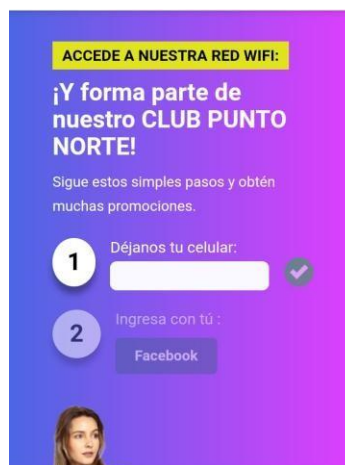 ACCEDE A NUESTRA RED WIFI:
¡Y forma parte de
nuestro CLUB PUNTO
NORTE!
Sigue estos simples pasos y obtén
muchas promociones.
1
Déjanos tu celular:
2
Ingresa con tú :
Facebook